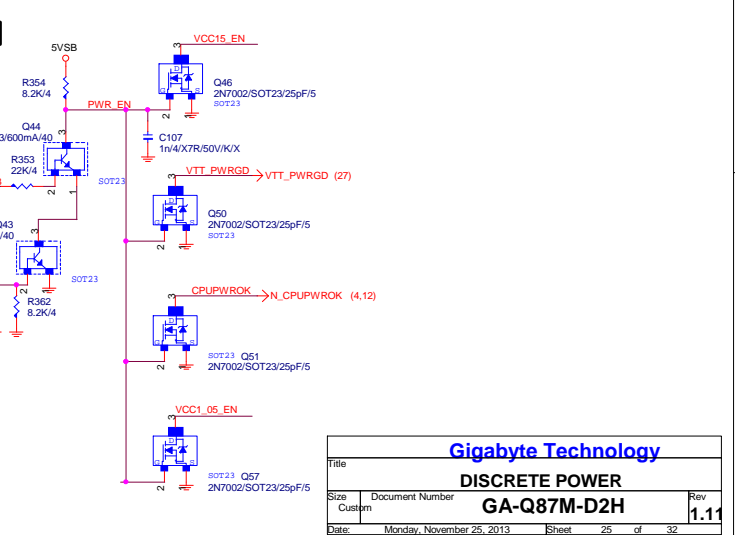 VCC15_EN
5VSB
R354
8.2K/4
Q46
2N7002/SOT23/25pF/5
SOT23
PWR_EN
Q44
3/600mA/40
C107
1n/4/X7R/50V/K/X
R353
22K/4
SOT23
VTT_PWRGD
VTT_PWRGD (27)
Q50
2N7002/SOT23/25pF/5
SOT23
Q43
/40
SOT23
R362
8.2K/4
CPUPWROK
N_CPUPWROK (4,12)
SOT23 Q51
2N7002/SOT23/25pF/5
VCC1_05_EN
SOT23 Q57
2N7002/SOT23/25pF/5
Gigabyte Technology
Title
DISCRETE POWER
Size Document Number Rev
Custom GA-Q87M-D2H 1.11
Date: Monday, November 25, 2013 Sheet 25 of 32